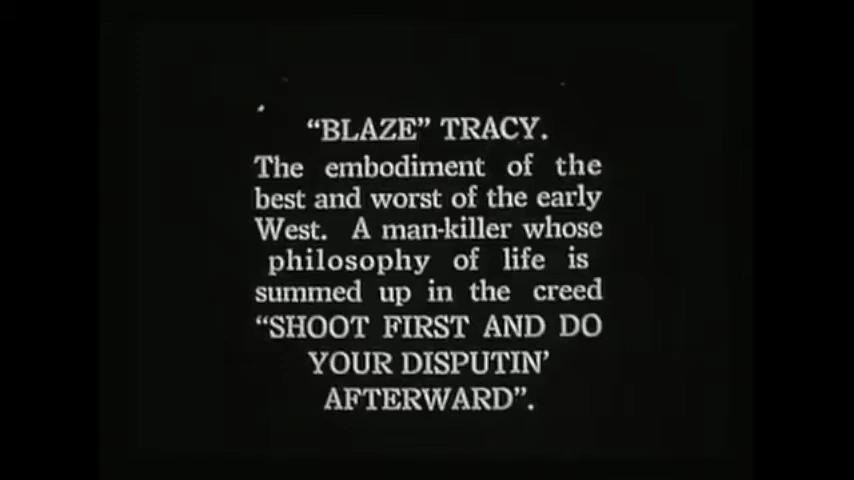 “BLAZE” TRACY.
The embodiment of the
best and worst of the early
West. A man-killer whose
philosophy of life is
summed up in the creed
“SHOOT FIRST AND DO
YOUR DISPUTIN’
AFTERWARD”.